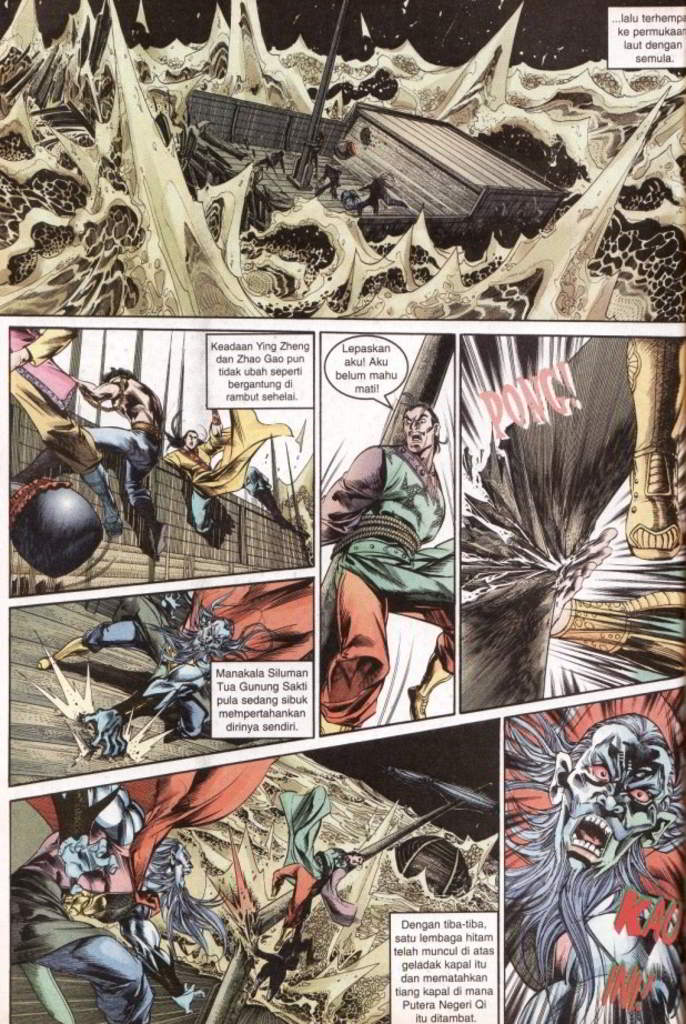 ...lalu terhempa
ke permukaan
laut dengan
semula.
Keadaan Ying Zheng
dan Zhao Gao pun
tidak ubah seperti
bergantung di
rambut sehelai.
Lepaskan
aku! Aku
belum mahu
mati!
PONG!
Manakala Siluman
Tua Gunung Sakti
pula sedang sibuk
mempertahankan
dirinya sendiri.
Dengan tiba-tiba,
satu lembaga hitam
telah muncul di atas
geladak kapal itu
dan mematahkan
tiang kapal di mana
Putera Negeri Qi
itu ditambat.
KAU
INI!